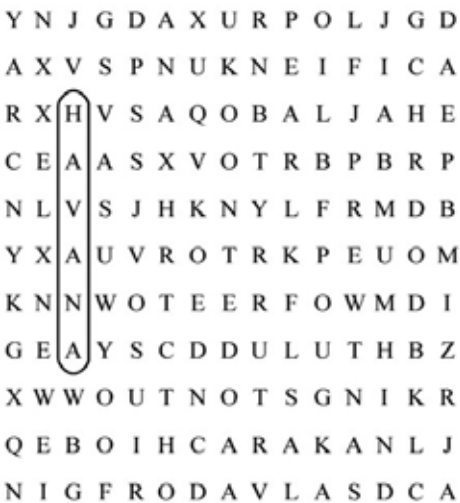 Y N J G D A X U R P O L J G D
A X V S P N U K N E I F I C A
R X H V S A Q O B A L J A H E
C E A A S X V O T R B P B R P
N L V S J H K N Y L F R M D B
Y X A U V R O T R K P E U O M
K N N W O T E E R F O W M D I
G E A Y S C D D U L U T H B Z
X W W O U T N O T S G N I K R
Q E B O I H C A R A K A N L J
N I G F R O D A V L A S D C A